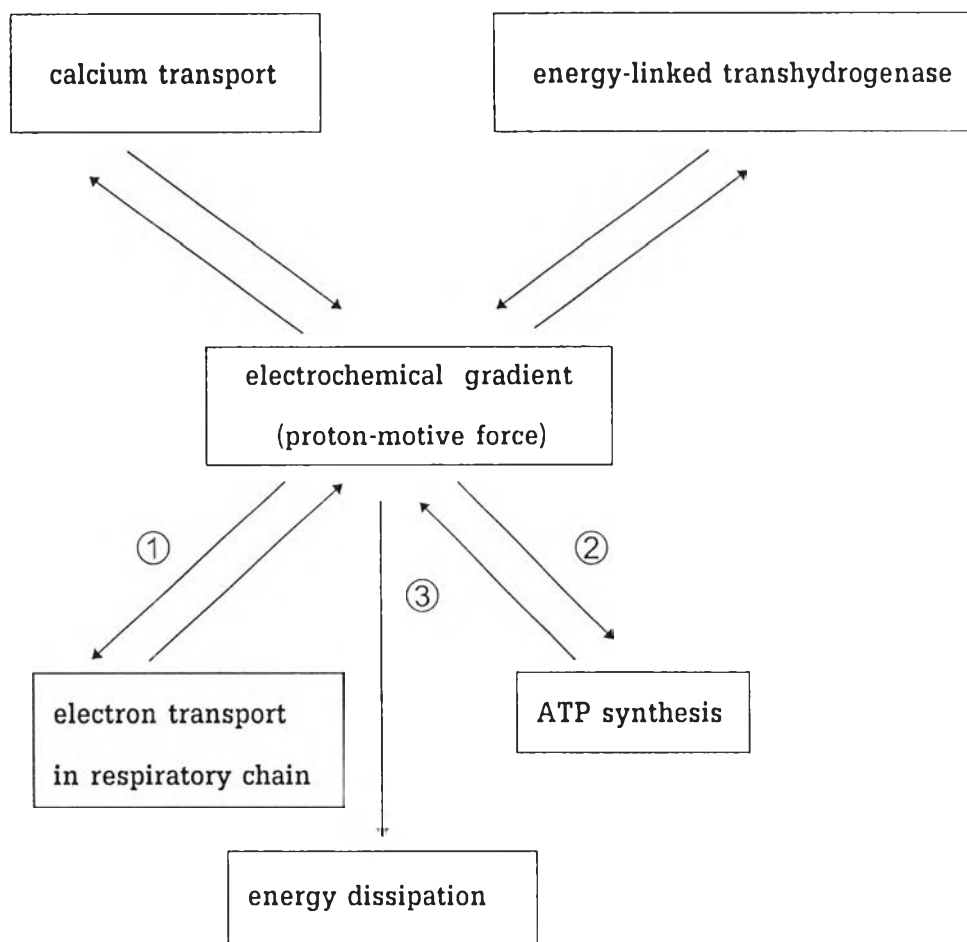 calcium transport
energy-linked transhydrogenase
electrochemical gradient
(proton-motive force)
①
②
③
electron transport
in respiratory chain
ATP synthesis
energy dissipation